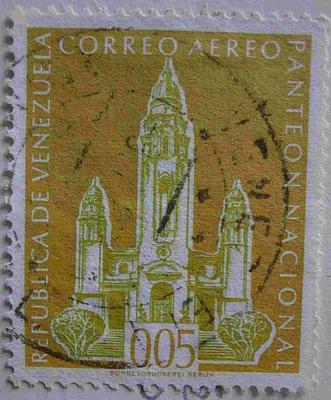 REPUBLICA DE VENEZUELA
CORREO AEREO
PANTEON NACIONAL
0.05
BUNDESDRUCKEREI BERLIN